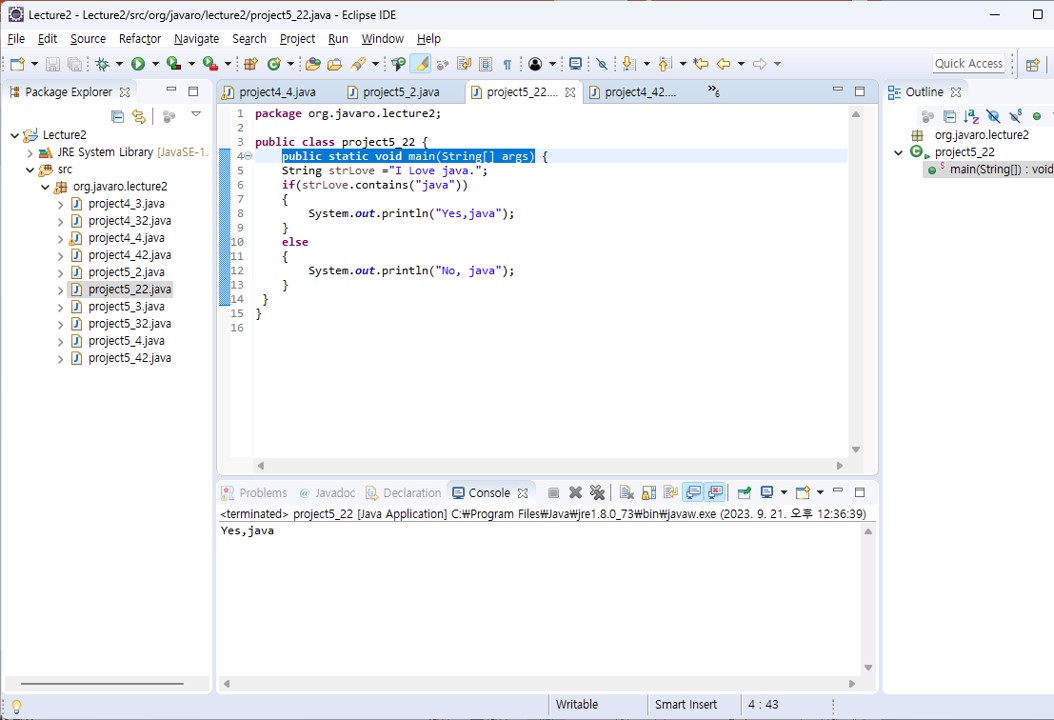 Lecture2 - Lecture2/src/org/javaro/lecture2/project5_22.java - Eclipse IDE
File Edit Source Refactor Navigate Search Project Run Window Help
Quick Access
Package Explorer
Lecture2
JRE System Library [JavaSE-1.
src
org.javaro.lecture2
project4_3.java
project4_32.java
project4_4.java
project4_42.java
project5_2.java
project5_22.java
project5_3.java
project5_32.java
project5_4.java
project5_42.java
project4_4.java project5_2.java project5_22.... project4_42.... »6
1 package org.javaro.lecture2;
2
3 public class project5_22 {
4 public static void main(String[] args) {
5 String strLove ="I Love java.";
6 if(strLove.contains("java"))
7 {
8 System.out.println("Yes,java");
9 }
10 else
11 {
12 System.out.println("No, java");
13 }
14 }
15 }
16
Outline
org.javaro.lecture2
project5_22
main(String[]) : void
Problems @ Javadoc Declaration Console
<terminated> project5_22 [Java Application] C:₩Program Files₩Java₩jre1.8.0_73₩bin₩javaw.exe (2023. 9. 21. 오후 12:36:39)
Yes,java
Writable Smart Insert 4 : 43